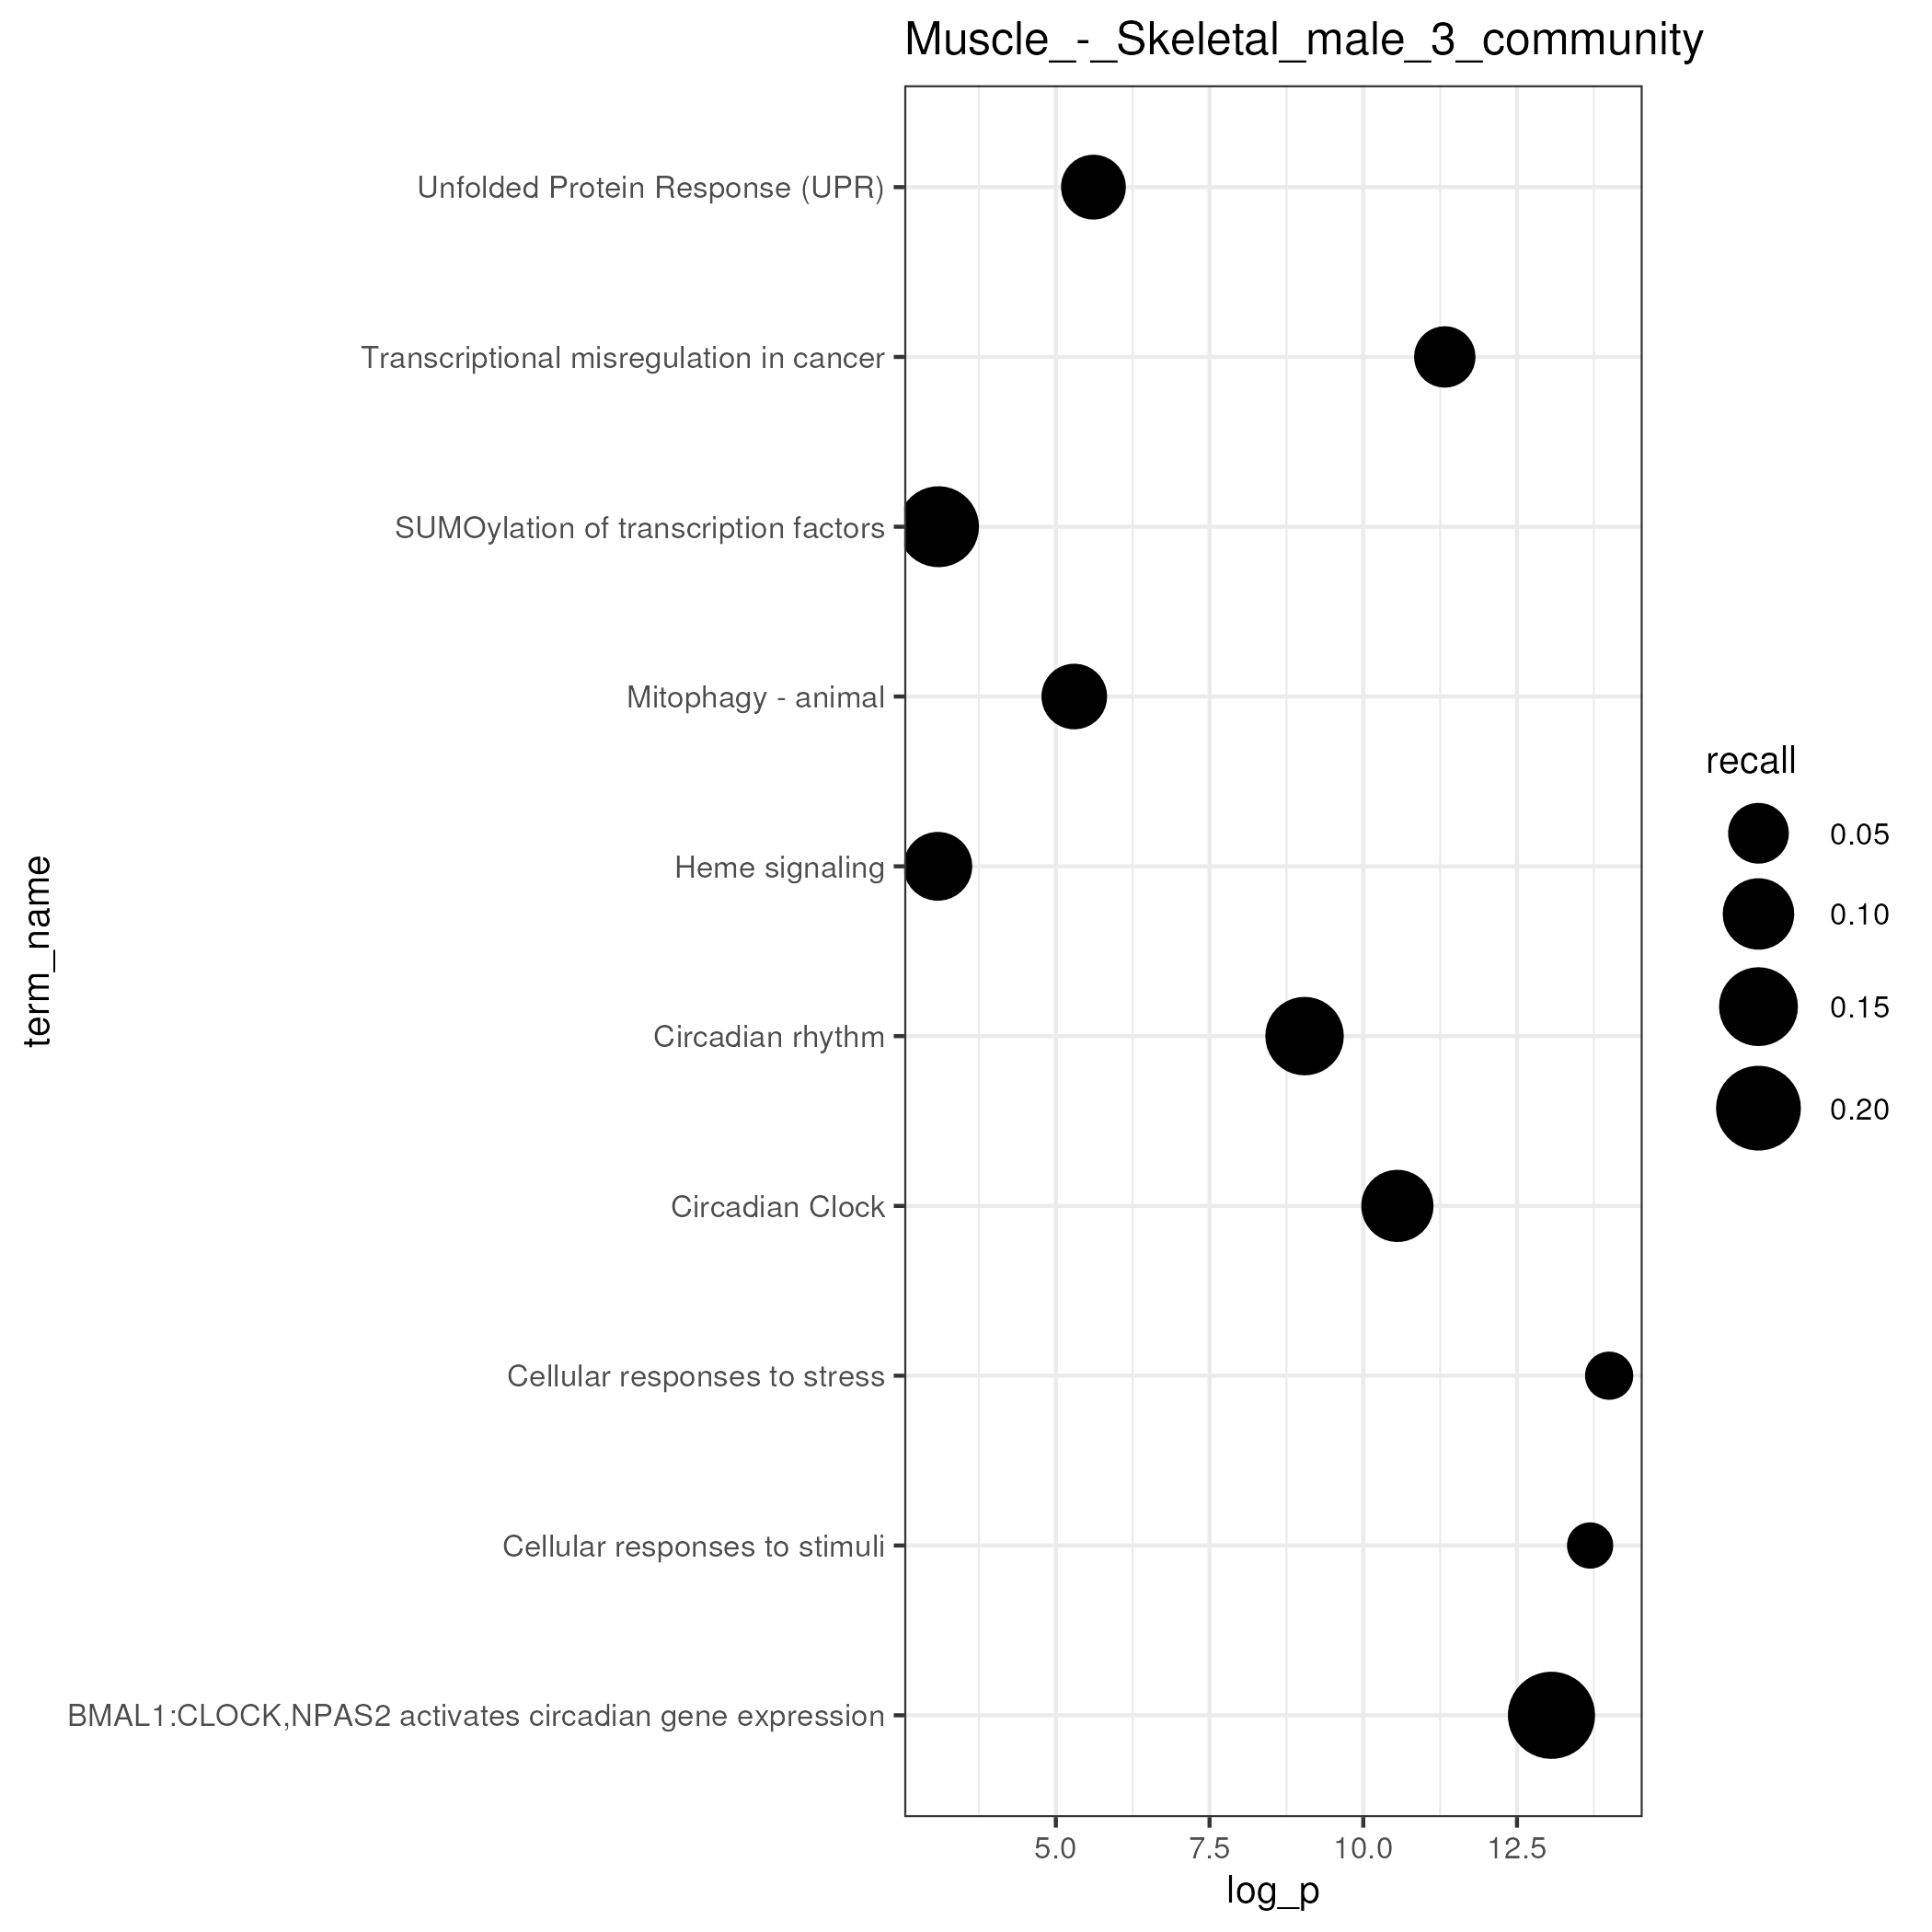 Muscle_-_Skeletal_male_3_community
term_name
Unfolded Protein Response (UPR)
Transcriptional misregulation in cancer
SUMOylation of transcription factors
Mitophagy - animal
Heme signaling
Circadian rhythm
Circadian Clock
Cellular responses to stress
Cellular responses to stimuli
BMAL1:CLOCK,NPAS2 activates circadian gene expression
5.0 7.5 10.0 12.5
log_p
recall
0.05
0.10
0.15
0.20